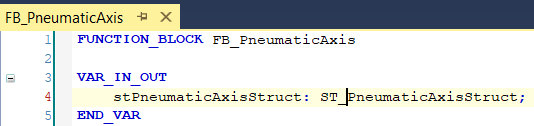 FB_PneumaticAxis
1 FUNCTION_BLOCK FB_PneumaticAxis
2
3 VAR_IN_OUT
4 stPneumaticAxisStruct: ST_PneumaticAxisStruct;
5 END_VAR